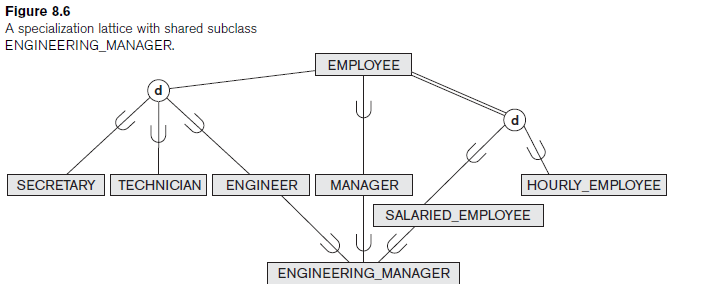 Figure 8.6
A specialization lattice with shared subclass
ENGINEERING_MANAGER.
EMPLOYEE
d
d
SECRETARY
TECHNICIAN
ENGINEER
MANAGER
HOURLY_EMPLOYEE
SALARIED_EMPLOYEE
ENGINEERING_MANAGER